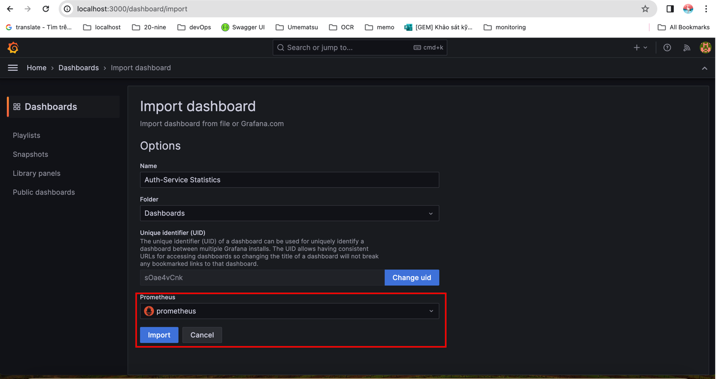 localhost:3000/dashboard/import
translate - Tìm trê...
localhost
20-nine
devOps
Swagger UI
Umematsu
OCR
memo
[GEM] Khảo sát kỹ...
monitoring
All Bookmarks
Search or jump to...
cmd+k
Home > Dashboards > Import dashboard
Dashboards
Playlists
Snapshots
Library panels
Public dashboards
Import dashboard
Import dashboard from file or Grafana.com
Options
Name
Auth-Service Statistics
Folder
Dashboards
Unique identifier (UID)
The unique identifier (UID) of a dashboard can be used for uniquely identify a
dashboard between multiple Grafana installs. The UID allows having consistent
URLs for accessing dashboards so changing the title of a dashboard will not break
any bookmarked links to that dashboard.
sOae4vCnk
Change uid
Prometheus
prometheus
Import
Cancel